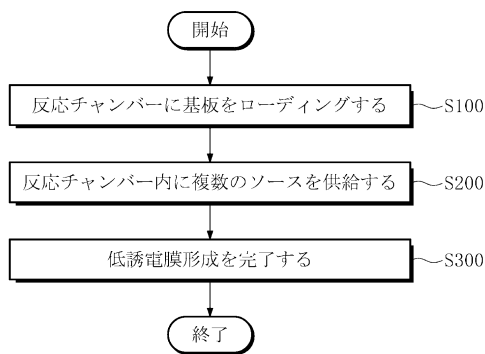 開始
反応チャンバーに基板をローディングする
S100
反応チャンバー内に複数のソースを供給する
S200
低誘電膜形成を完了する
S300
終了